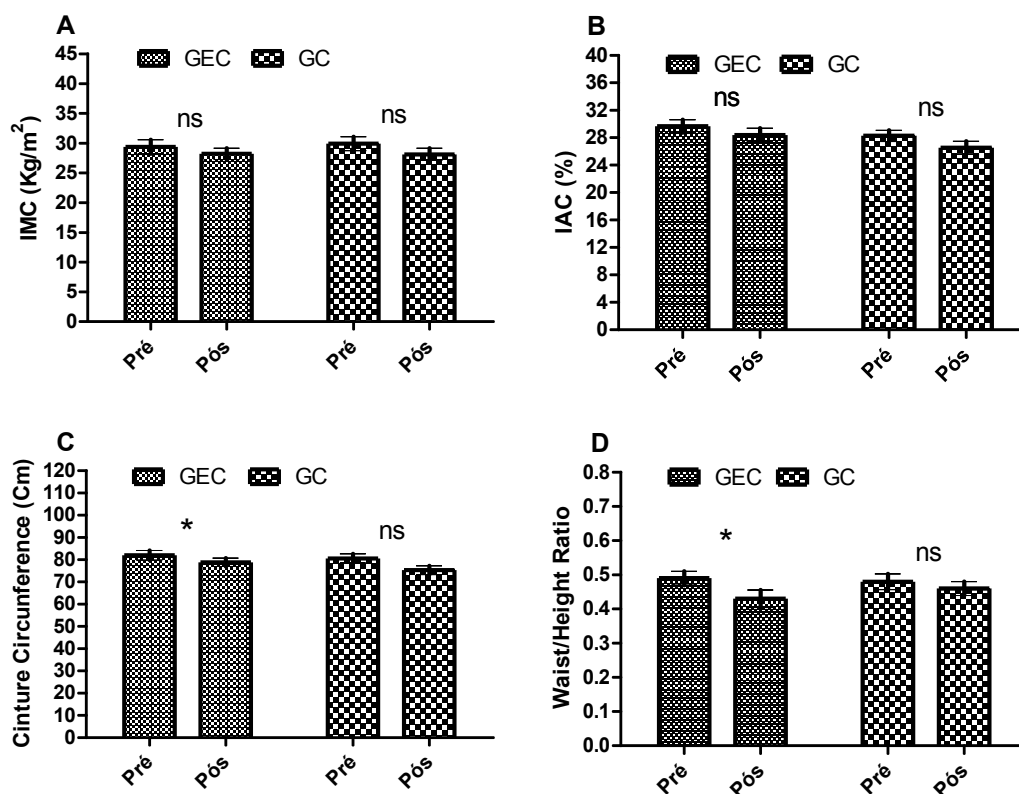 A
GEC GC
IMC (Kg/m²)
45
40
35
30
25
20
15
10
5
0
ns
ns
Pré
Pós
Pré
Pós
B
GEC GC
IAC (%)
40
36
32
28
24
20
16
12
8
4
0
ns
ns
Pré
Pós
Pré
Pós
C
GEC GC
Cinture Circunference (Cm)
120
110
100
90
80
70
60
50
40
30
20
10
0
*
ns
Pré
Pós
Pré
Pós
D
GEC GC
Waist/Height Ratio
0.8
0.7
0.6
0.5
0.4
0.3
0.2
0.1
0.0
*
ns
Pré
Pós
Pré
Pós